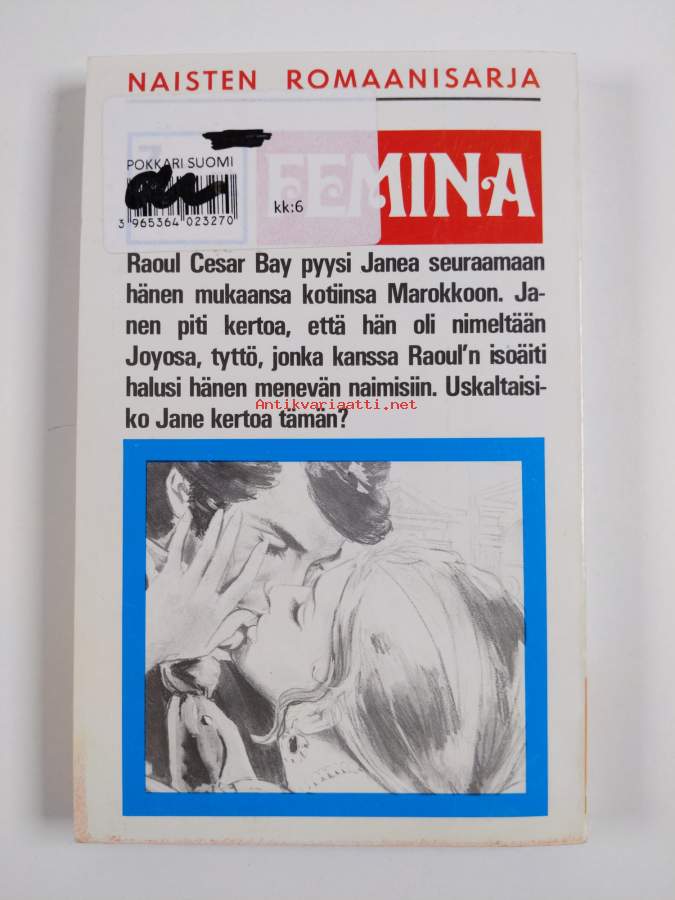 NAISTEN ROMAANISARJA
FEMINA
POKKARI SUOMI
3 965364 023270
kk:6
Raoul Cesar Bay pyysi Janea seuraamaan
hänen mukaansa kotiinsa Marokkoon. Ja-
nen piti kertoa, että hän oli nimeltään
Joyosa, tyttö, jonka kanssa Raoul'n isoäiti
halusi hänen menevän naimisiin. Uskaltaisi-
ko Jane kertoa tämän?
Antikvariaatti.net